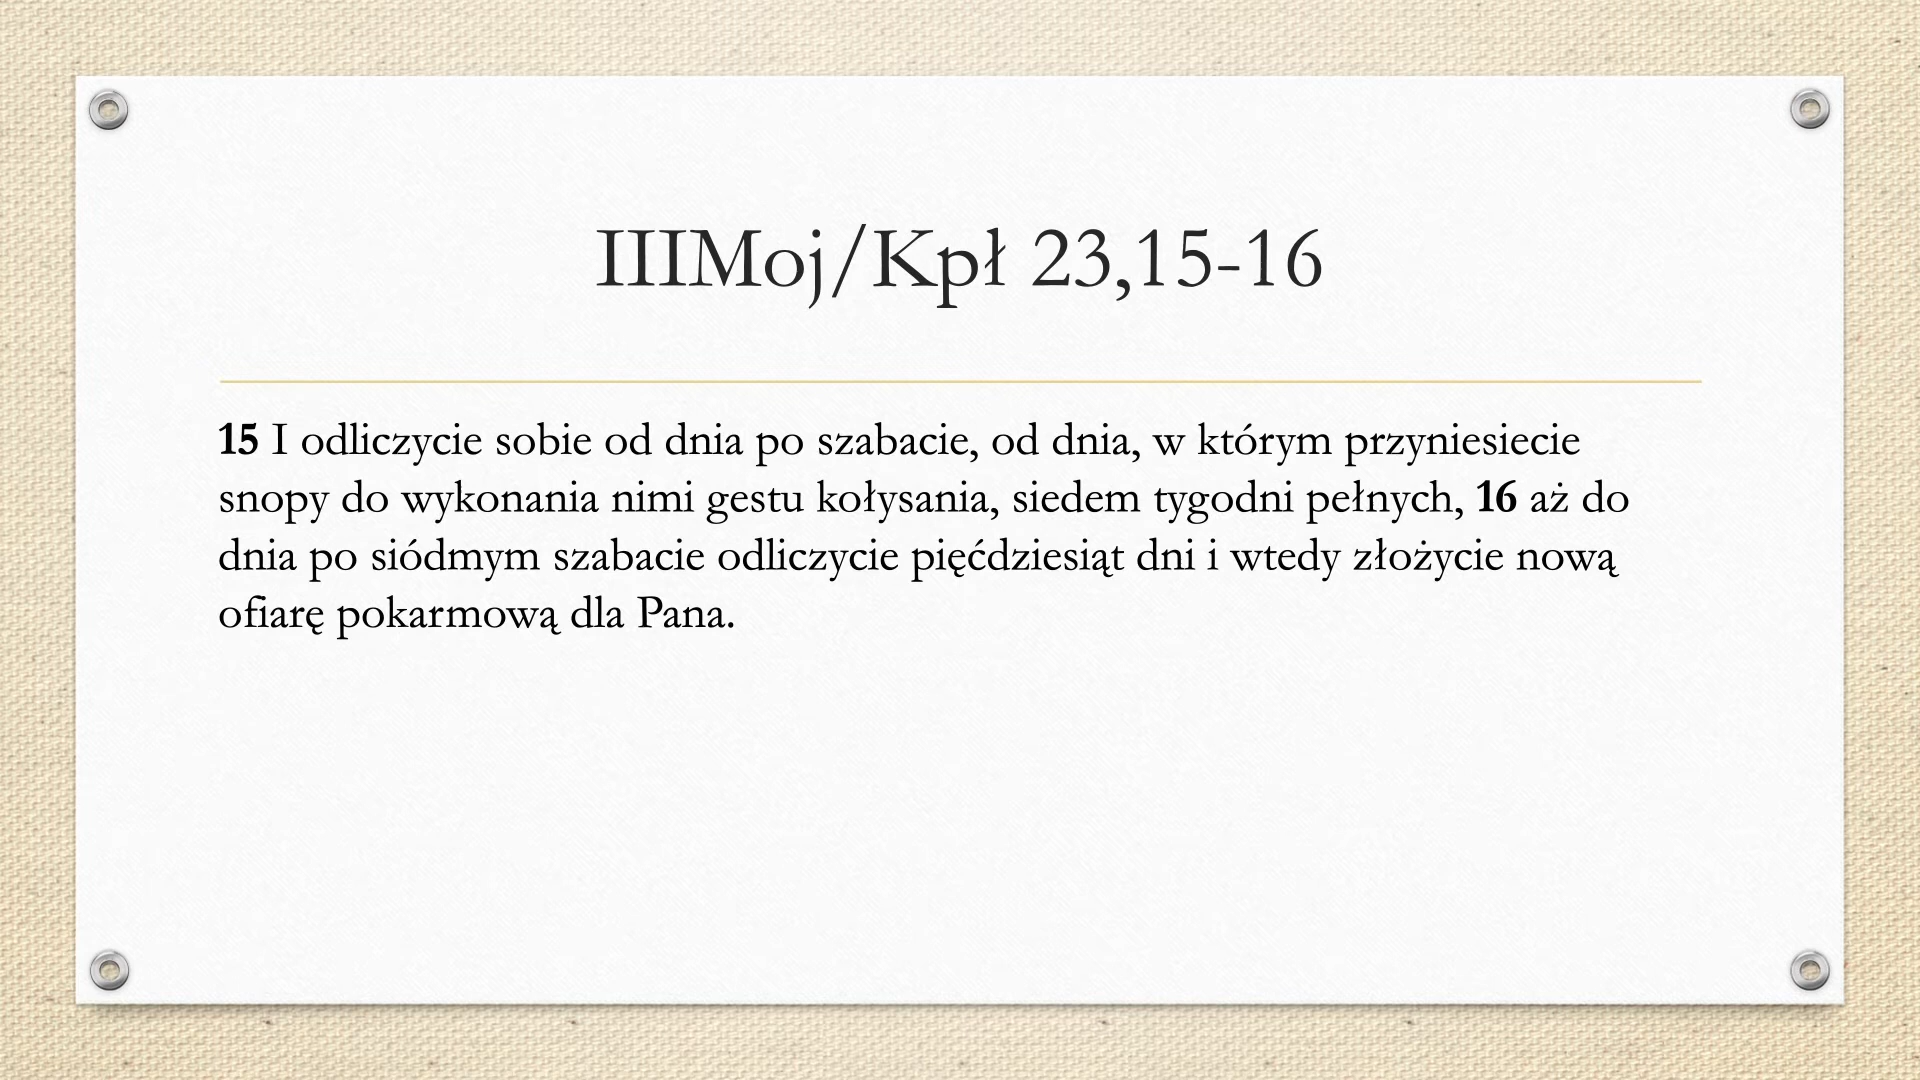 IIIMoj/Kpł 23,15-16
15 I odliczycie sobie od dnia po szabacie, od dnia, w którym przyniesiecie
snopy do wykonania nimi gestu kołysania, siedem tygodni pełnych, 16 aż do
dnia po siódmym szabacie odliczycie pięćdziesiąt dni i wtedy złożycie nową
ofiarę pokarmową dla Pana.